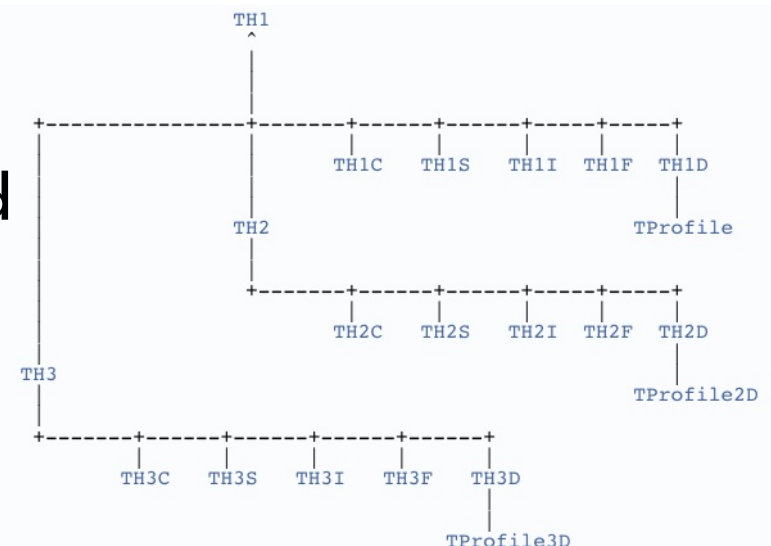 TH1
^
+--------------+------+-----+-----+----+----+
TH1C TH1S TH1I TH1F TH1D
d
TH2 TProfile
+------+-----+-----+----+----+
TH2C TH2S TH2I TH2F TH2D
TH3
TProfile2D
+------+-----+-----+-----+-----+
TH3C TH3S TH3I TH3F TH3D
TProfile3D